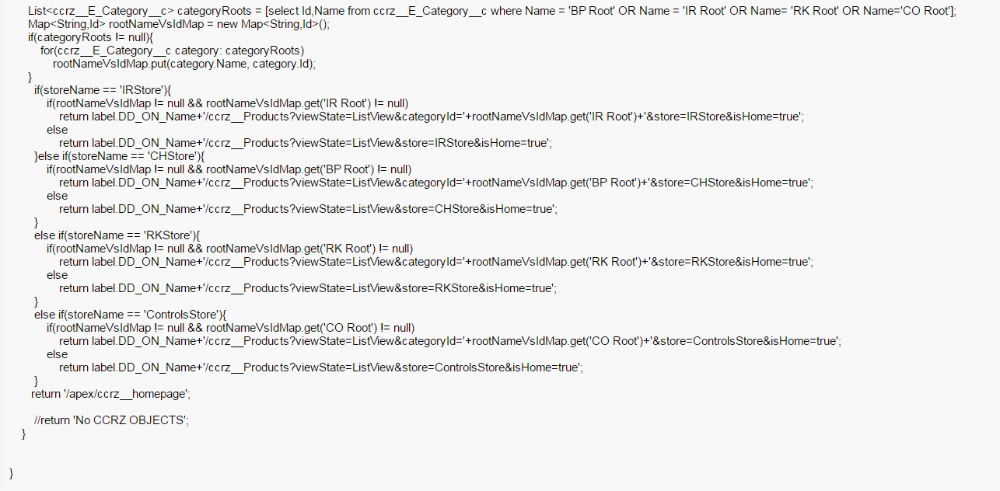 List<ccrz__E_Category__c> categoryRoots = [select Id,Name from ccrz__E_Category__c where Name = 'BP Root' OR Name = 'IR Root' OR Name= 'RK Root' OR Name='CO Root'];
Map<String,Id> rootNameVsIdMap = new Map<String,Id>();
if(categoryRoots != null){
for(ccrz__E_Category__c category: categoryRoots)
rootNameVsIdMap.put(category.Name, category.Id);
}
if(storeName == 'IRStore'){
if(rootNameVsIdMap != null && rootNameVsIdMap.get('IR Root') != null)
return label.DD_ON_Name+'/ccrz__Products?viewState=ListView&categoryId='+rootNameVsIdMap.get('IR Root')+'&store=IRStore&isHome=true';
else
return label.DD_ON_Name+'/ccrz__Products?viewState=ListView&store=IRStore&isHome=true';
}else if(storeName == 'CHStore'){
if(rootNameVsIdMap != null && rootNameVsIdMap.get('BP Root') != null)
return label.DD_ON_Name+'/ccrz__Products?viewState=ListView&categoryId='+rootNameVsIdMap.get('BP Root')+'&store=CHStore&isHome=true';
else
return label.DD_ON_Name+'/ccrz__Products?viewState=ListView&store=CHStore&isHome=true';
}
else if(storeName == 'RKStore'){
if(rootNameVsIdMap != null && rootNameVsIdMap.get('RK Root') != null)
return label.DD_ON_Name+'/ccrz__Products?viewState=ListView&categoryId='+rootNameVsIdMap.get('RK Root')+'&store=RKStore&isHome=true';
else
return label.DD_ON_Name+'/ccrz__Products?viewState=ListView&store=RKStore&isHome=true';
}
else if(storeName == 'ControlsStore'){
if(rootNameVsIdMap != null && rootNameVsIdMap.get('CO Root') != null)
return label.DD_ON_Name+'/ccrz__Products?viewState=ListView&categoryId='+rootNameVsIdMap.get('CO Root')+'&store=ControlsStore&isHome=true';
else
return label.DD_ON_Name+'/ccrz__Products?viewState=ListView&store=ControlsStore&isHome=true';
}
return '/apex/ccrz__homepage';
//return 'No CCRZ OBJECTS';
}
}